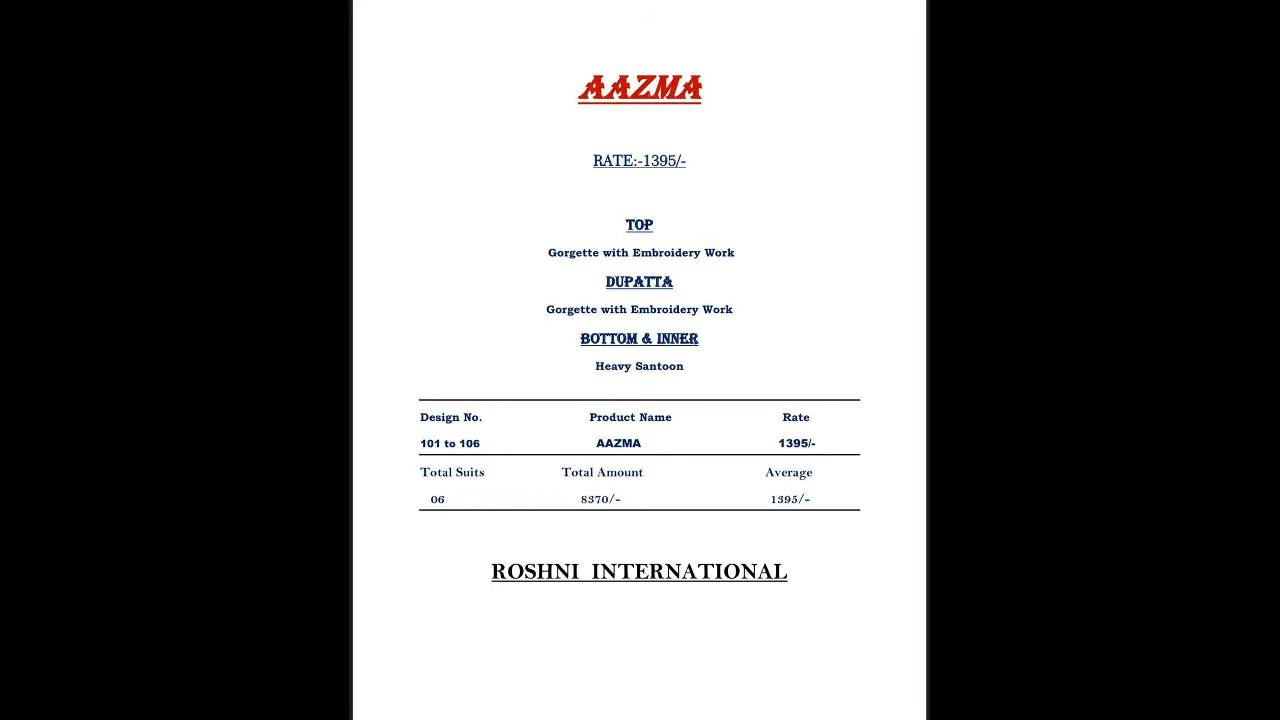 AAZMA
RATE:-1395/-
TOP
Gorgette with Embroidery Work
DUPATTA
Gorgette with Embroidery Work
BOTTOM & INNER
Heavy Santoon
Design No. Product Name Rate
101 to 106 AAZMA 1395/-
Total Suits Total Amount Average
06 8370/- 1395/-
ROSHNI INTERNATIONAL